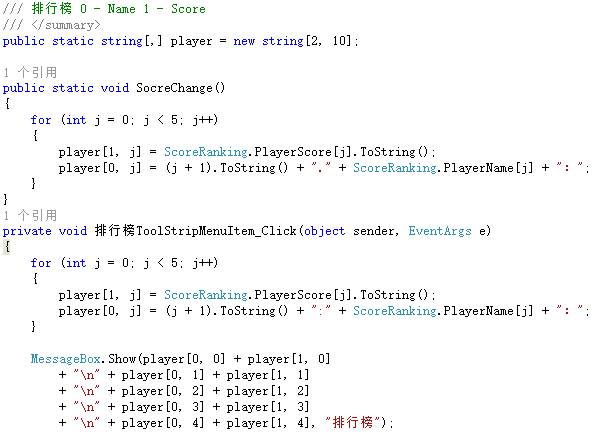 /// 排行榜 0 - Name 1 - Score
/// </summary>
public static string[,] player = new string[2, 10];
1 个引用
public static void SocreChange()
{
for (int j = 0; j < 5; j++)
{
player[1, j] = ScoreRanking.PlayerScore[j].ToString();
player[0, j] = (j + 1).ToString() + "." + ScoreRanking.PlayerName[j] + "：";
}
}
1 个引用
private void 排行榜ToolStripMenuItem_Click(object sender, EventArgs e)
{
for (int j = 0; j < 5; j++)
{
player[1, j] = ScoreRanking.PlayerScore[j].ToString();
player[0, j] = (j + 1).ToString() + ":" + ScoreRanking.PlayerName[j] + "：";
}
MessageBox.Show(player[0, 0] + player[1, 0]
+ "\n" + player[0, 1] + player[1, 1]
+ "\n" + player[0, 2] + player[1, 2]
+ "\n" + player[0, 3] + player[1, 3]
+ "\n" + player[0, 4] + player[1, 4], "排行榜");